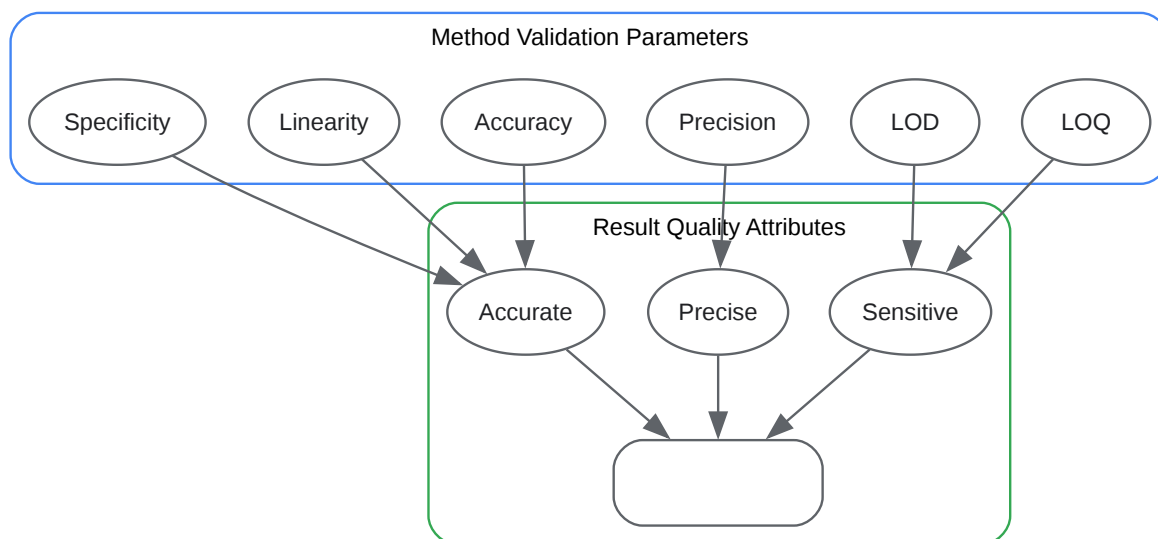 Method Validation Parameters
Specificity
Linearity
Accuracy
Precision
LOD
LOQ
Result Quality Attributes
Accurate
Precise
Sensitive